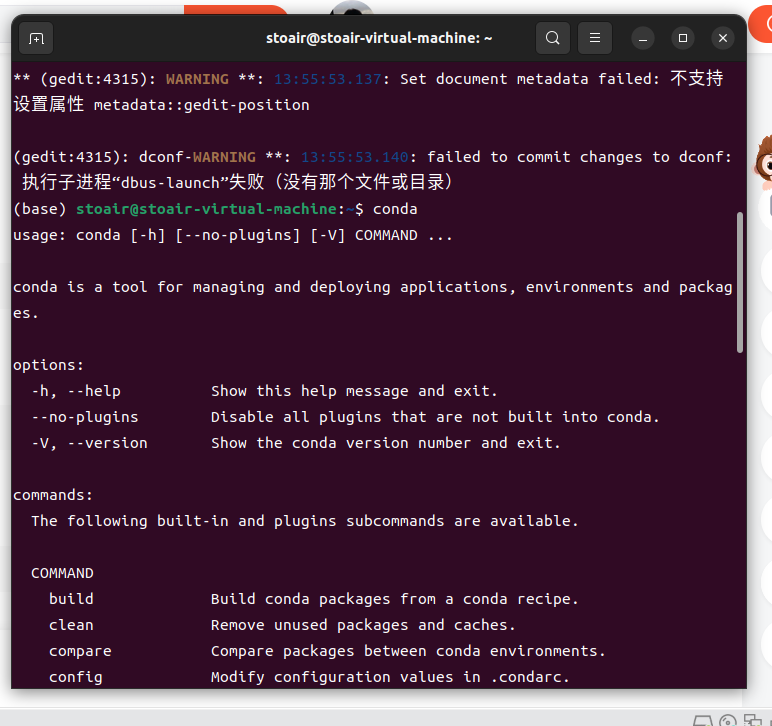 stoair@stoair-virtual-machine: ~
** (gedit:4315): WARNING **: 13:55:53.137: Set document metadata failed: 不支持
设置属性 metadata::gedit-position
(gedit:4315): dconf-WARNING **: 13:55:53.140: failed to commit changes to dconf:
执行子进程“dbus-launch”失败（没有那个文件或目录）
(base) stoair@stoair-virtual-machine:~$ conda
usage: conda [-h] [--no-plugins] [-V] COMMAND ...
conda is a tool for managing and deploying applications, environments and packag
es.
options:
-h, --help Show this help message and exit.
--no-plugins Disable all plugins that are not built into conda.
-V, --version Show the conda version number and exit.
commands:
The following built-in and plugins subcommands are available.
COMMAND
build Build conda packages from a conda recipe.
clean Remove unused packages and caches.
compare Compare packages between conda environments.
config Modify configuration values in .condarc.